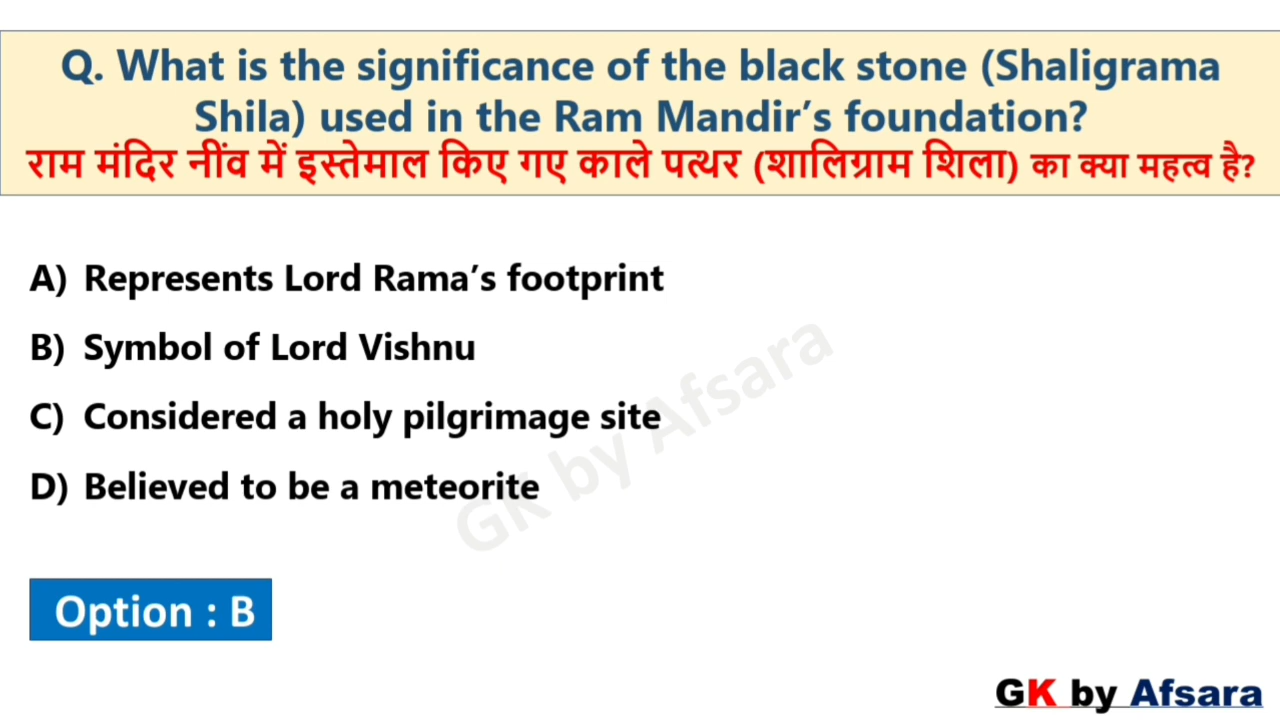 Q. What is the significance of the black stone (Shaligrama
Shila) used in the Ram Mandir’s foundation?
राम मंदिर नींव में इस्तेमाल किए गए काले पत्थर (शालिग्राम शिला) का क्या महत्व है?
A) Represents Lord Rama’s footprint
B) Symbol of Lord Vishnu
C) Considered a holy pilgrimage site
D) Believed to be a meteorite
GK by Afsara
Option : B
GK by Afsara